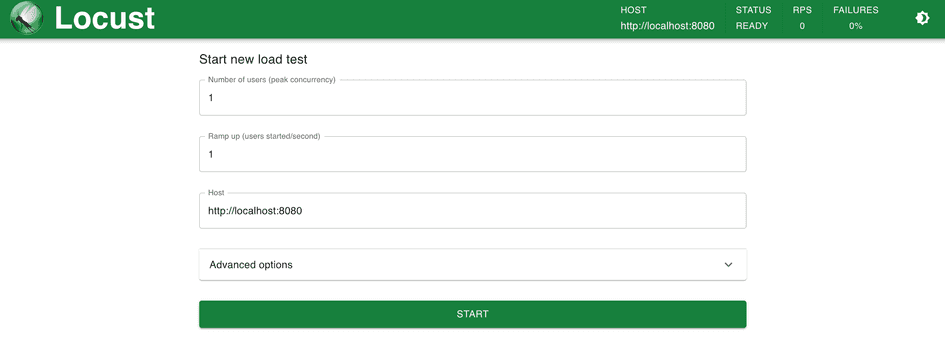 Locust
HOST
http://localhost:8080
STATUS
READY
RPS
0
FAILURES
0%
Start new load test
Number of users (peak concurrency)
1
Ramp up (users started/second)
1
Host
http://localhost:8080
Advanced options
START